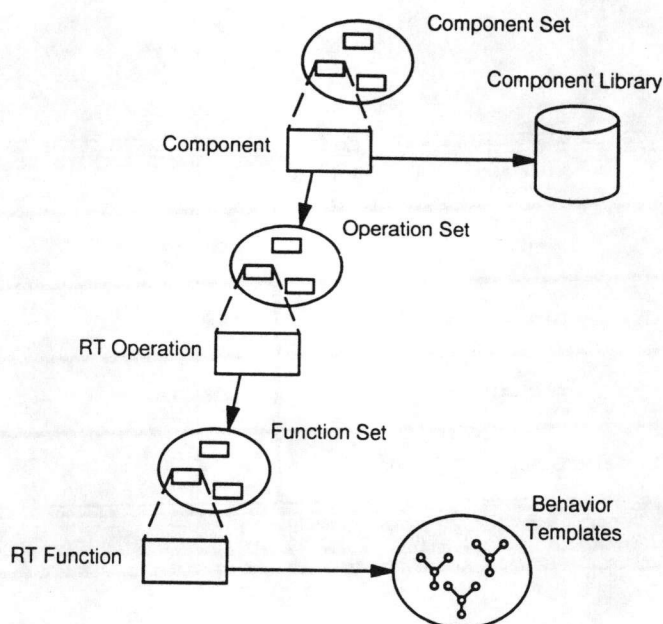 Component Set
Component Library
Component
Operation Set
RT Operation
Function Set
Behavior
Templates
RT Function